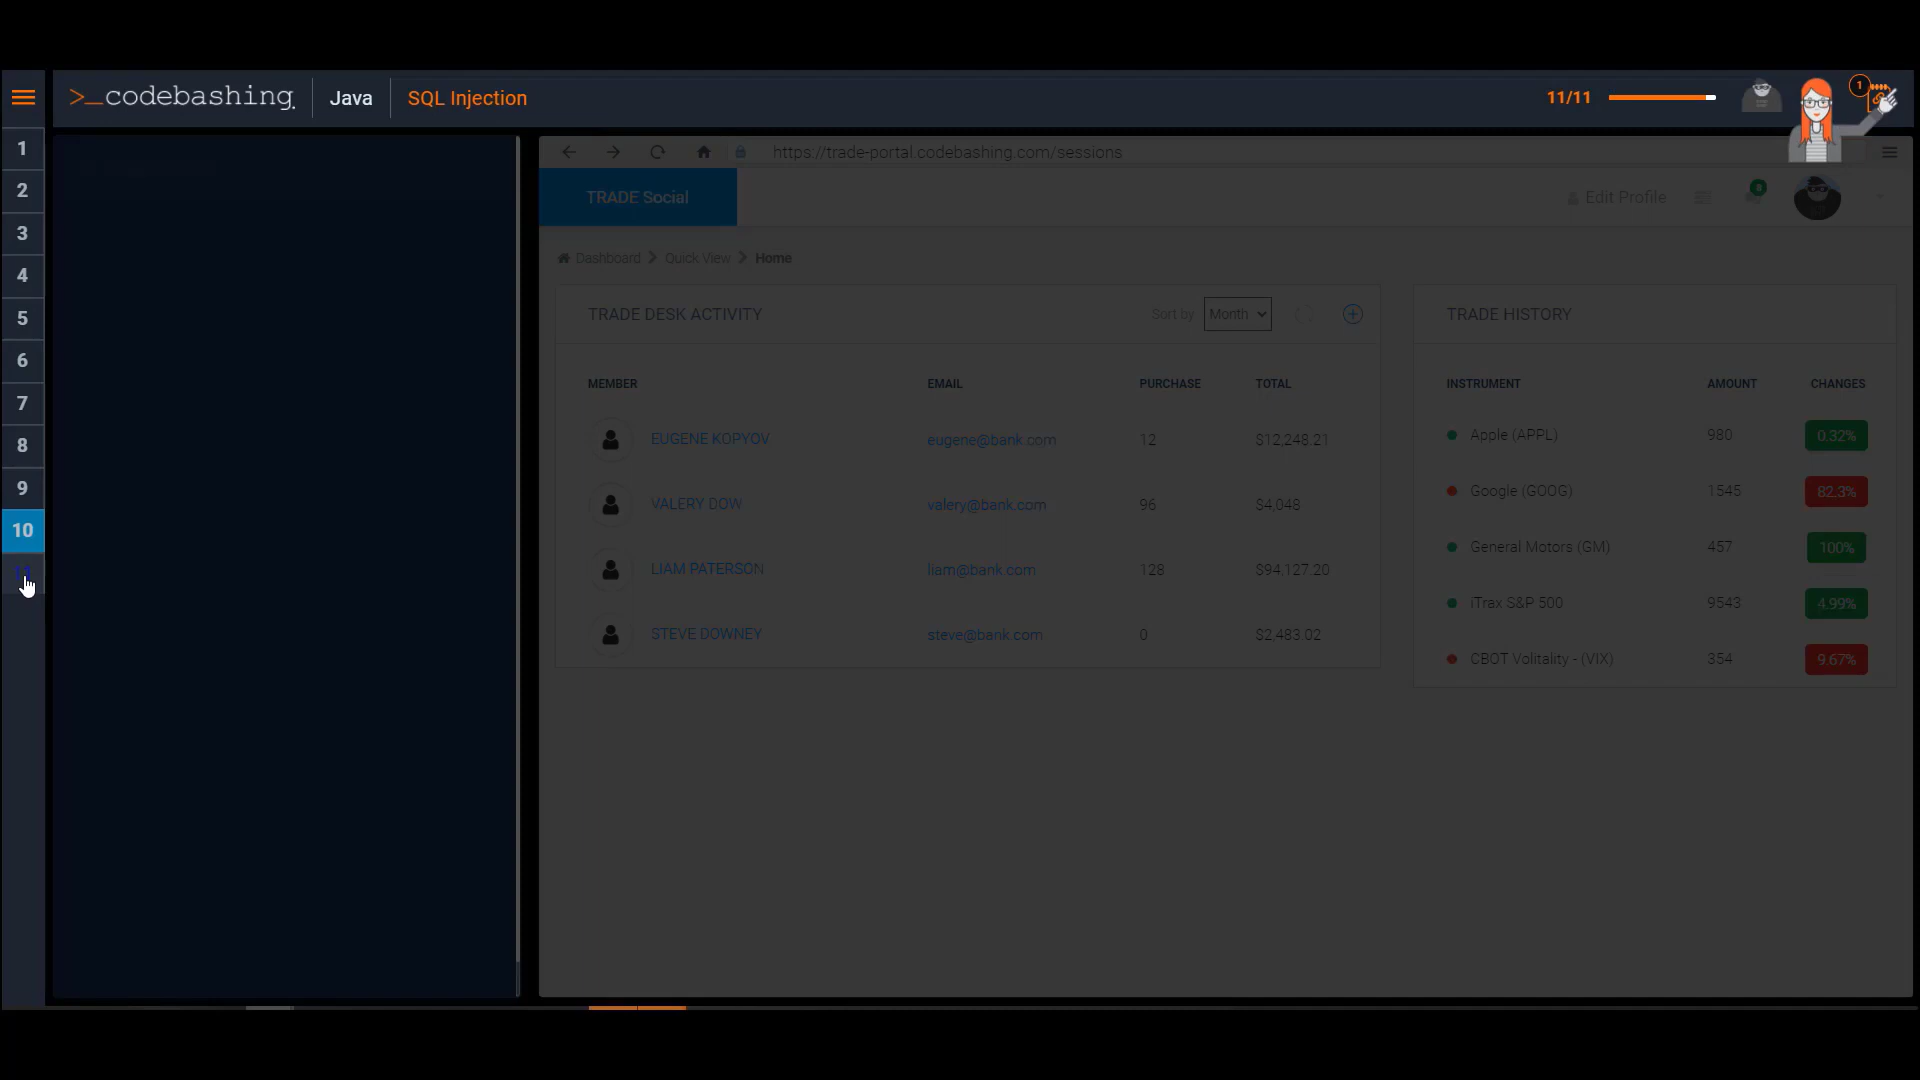 >_codebashing. Java SQL Injection 11/11 1
1
2
3
4
5
6
7
8
9
10
11
https://trade-portal.codebashing.com/sessions
TRADE Social Edit Profile 8
Dashboard Quick View Home
TRADE DESK ACTIVITY Sort by Month
MEMBER EMAIL PURCHASE TOTAL
EUGENE KOPYOV eugene@bank.com 12 $12,248.21
VALERY DOW valery@bank.com 96 $4,048
LIAM PATERSON liam@bank.com 128 $94,127.20
STEVE DOWNEY steve@bank.com 0 $2,483.02
TRADE HISTORY
INSTRUMENT AMOUNT CHANGES
Apple (APPL) 980 0.32%
Google (GOOG) 1545 82.3%
General Motors (GM) 457 100%
iTrax S&P 500 9543 4.99%
CBOT Volitality - (VIX) 354 9.67%